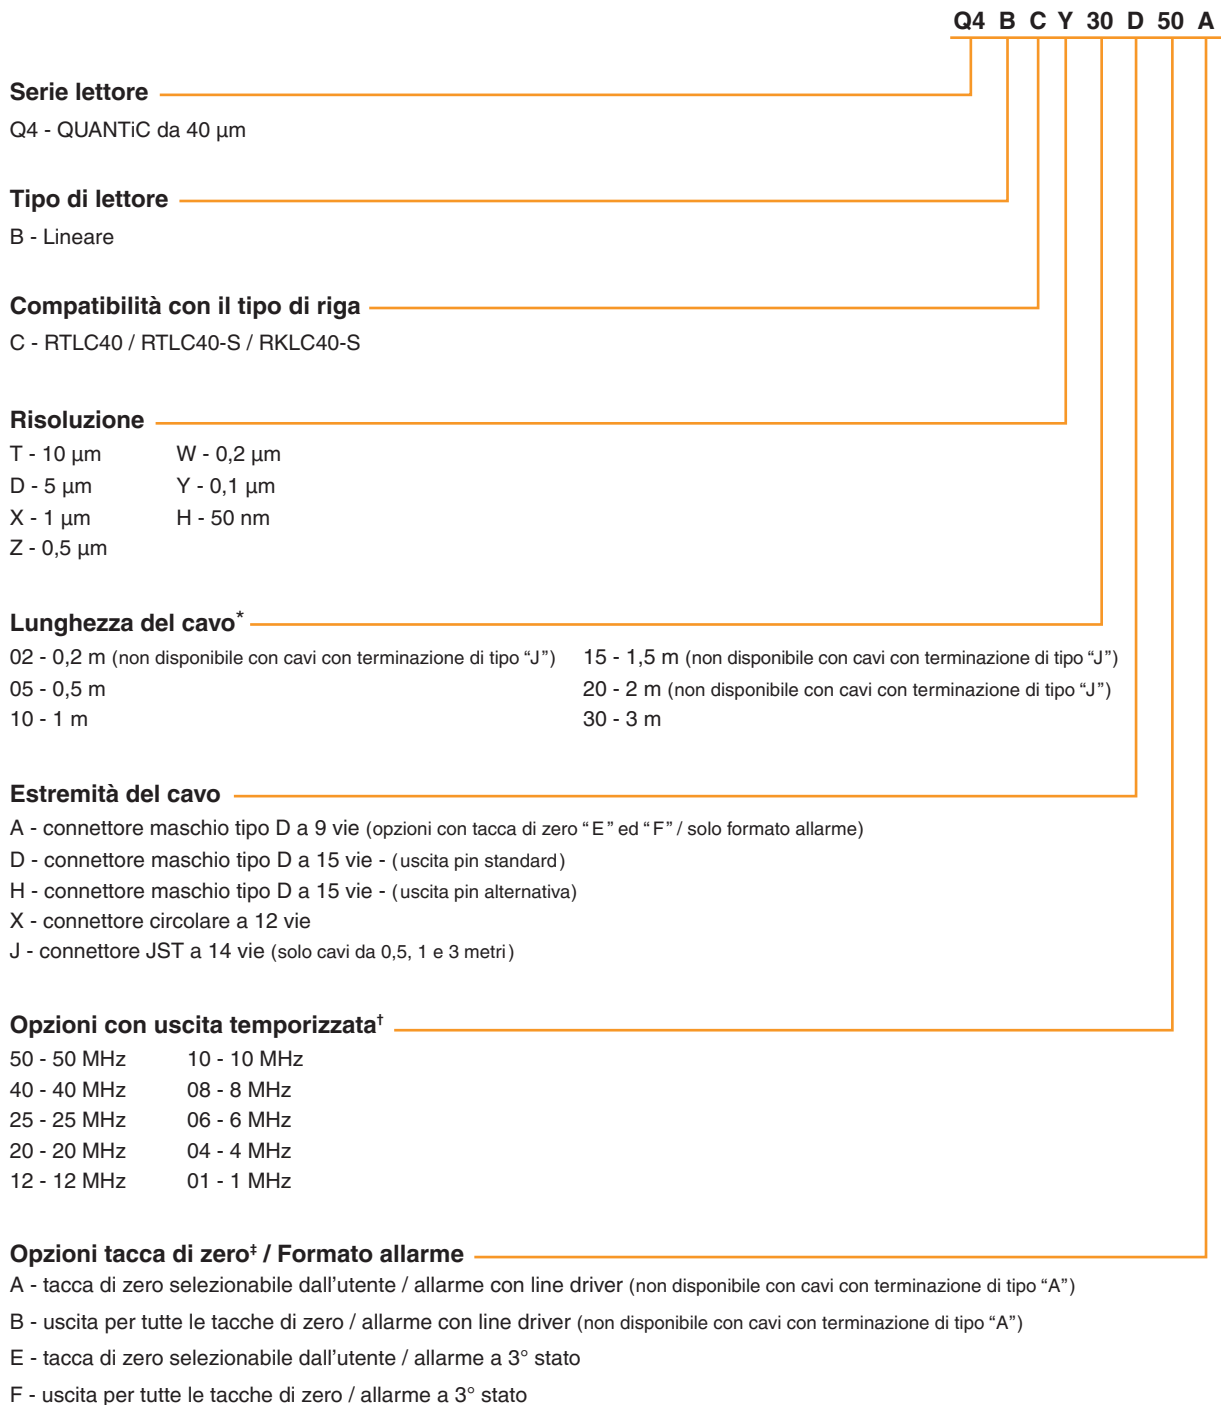 Q4 B C Y 30 D 50 A
Serie lettore
Q4 - QUANTiC da 40 µm
Tipo di lettore
B - Lineare
Compatibilità con il tipo di riga
C - RTLC40 / RTLC40-S / RKLC40-S
Risoluzione
T - 10 µm W - 0,2 µm
D - 5 µm Y - 0,1 µm
X - 1 µm H - 50 nm
Z - 0,5 µm
Lunghezza del cavo*
02 - 0,2 m (non disponibile con cavi con terminazione di tipo “J”) 15 - 1,5 m (non disponibile con cavi con terminazione di tipo “J”)
05 - 0,5 m 20 - 2 m (non disponibile con cavi con terminazione di tipo “J”)
10 - 1 m 30 - 3 m
Estremità del cavo
A - connettore maschio tipo D a 9 vie (opzioni con tacca di zero “E” ed “F” / solo formato allarme)
D - connettore maschio tipo D a 15 vie - (uscita pin standard)
H - connettore maschio tipo D a 15 vie - (uscita pin alternativa)
X - connettore circolare a 12 vie
J - connettore JST a 14 vie (solo cavi da 0,5, 1 e 3 metri)
Opzioni con uscita temporizzata†
50 - 50 MHz 10 - 10 MHz
40 - 40 MHz 08 - 8 MHz
25 - 25 MHz 06 - 6 MHz
20 - 20 MHz 04 - 4 MHz
12 - 12 MHz 01 - 1 MHz
Opzioni tacca di zero‡ / Formato allarme
A - tacca di zero selezionabile dall’utente / allarme con line driver (non disponibile con cavi con terminazione di tipo “A”)
B - uscita per tutte le tacche di zero / allarme con line driver (non disponibile con cavi con terminazione di tipo “A”)
E - tacca di zero selezionabile dall’utente / allarme a 3° stato
F - uscita per tutte le tacche di zero / allarme a 3° stato